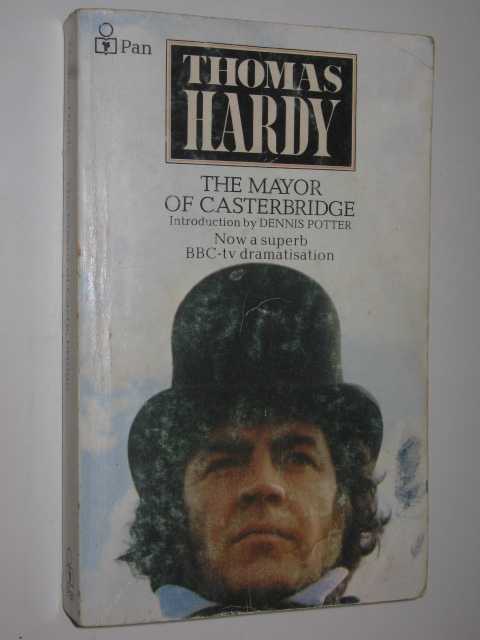 Pan
THOMAS
HARDY
THE MAYOR
OF CASTERBRIDGE
Introduction by DENNIS POTTER
Now a superb
BBC-tv dramatisation